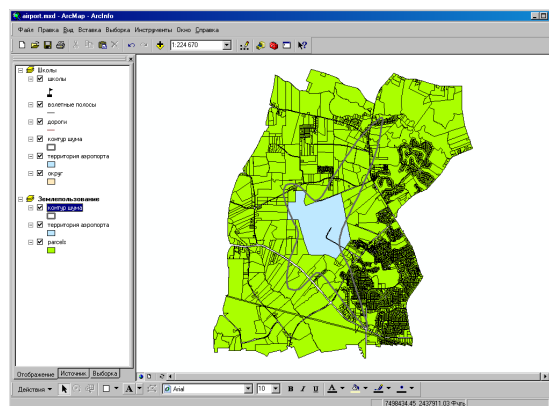 airport.mxd - ArcMap - ArcInfo
Файл Правка Вид Вставка Выборка Инструменты Окно Справка
1:224 670
Школы
школы
взлетные полосы
дороги
контур шума
территория аэропорта
округ
Землепользование
контур шума
территория аэропорта
parcels
Отображение Источник Выборка
Действия A Arial 10 B I U A
7498434.45 2437911.03 Футы